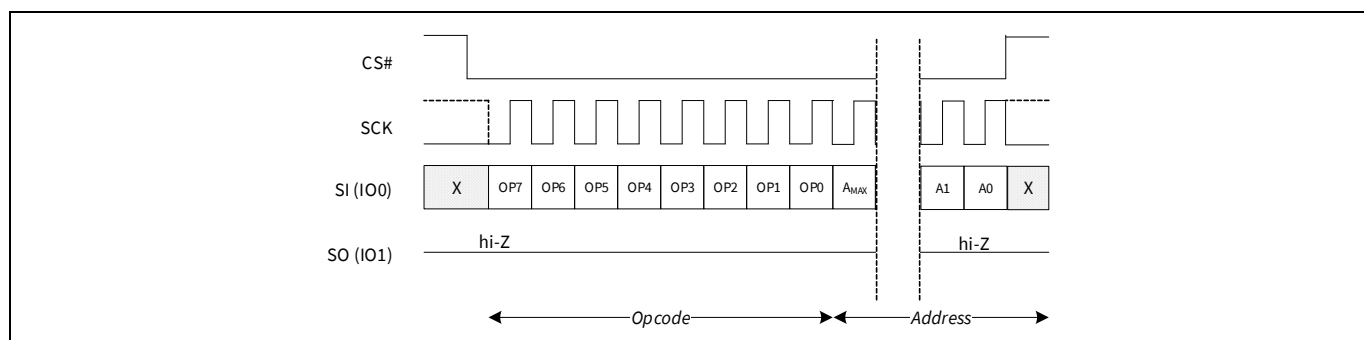 CS#
SCK
SI (IO0) X OP7 OP6 OP5 OP4 OP3 OP2 OP1 OP0 AMAX A1 A0 X
hi-Z hi-Z
SO (IO1)
Opcode Address